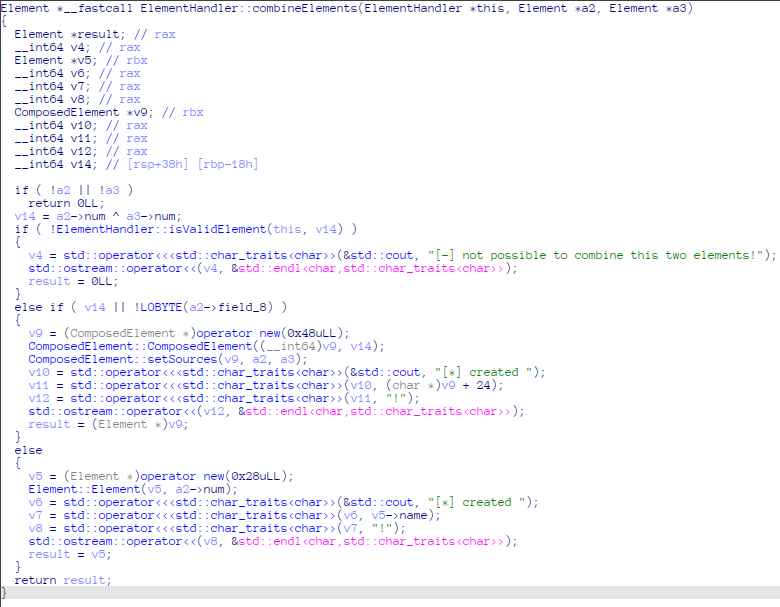 Element *__fastcall ElementHandler::combineElements(ElementHandler *this, Element *a2, Element *a3)
{
  Element *result; // rax
  __int64 v4; // rax
  Element *v5; // rbx
  __int64 v6; // rax
  __int64 v7; // rax
  __int64 v8; // rax
  ComposedElement *v9; // rbx
  __int64 v10; // rax
  __int64 v11; // rax
  __int64 v12; // rax
  __int64 v14; // [rsp+38h] [rbp-18h]

  if ( !a2 || !a3 )
    return 0LL;
  v14 = a2->num ^ a3->num;
  if ( !ElementHandler::isValidElement(this, v14) )
  {
    v4 = std::operator<<<std::char_traits<char>>(&std::cout, "[-] not possible to combine this two elements!");
    std::ostream::operator<<(v4, &std::endl<char,std::char_traits<char>>);
    result = 0LL;
  }
  else if ( v14 || !LOBYTE(a2->field_8) )
  {
    v9 = (ComposedElement *)operator new(0x48uLL);
    ComposedElement::ComposedElement((__int64)v9, v14);
    ComposedElement::setSources(v9, a2, a3);
    v10 = std::operator<<<std::char_traits<char>>(&std::cout, "[*] created ");
    v11 = std::operator<<<std::char_traits<char>>(v10, (char *)v9 + 24);
    v12 = std::operator<<<std::char_traits<char>>(v11, "!");
    std::ostream::operator<<(v12, &std::endl<char,std::char_traits<char>>);
    result = (Element *)v9;
  }
  else
  {
    v5 = (Element *)operator new(0x28uLL);
    Element::Element(v5, a2->num);
    v6 = std::operator<<<std::char_traits<char>>(&std::cout, "[*] created ");
    v7 = std::operator<<<std::char_traits<char>>(v6, v5->name);
    v8 = std::operator<<<std::char_traits<char>>(v7, "!");
    std::ostream::operator<<(v8, &std::endl<char,std::char_traits<char>>);
    result = v5;
  }
  return result;
}